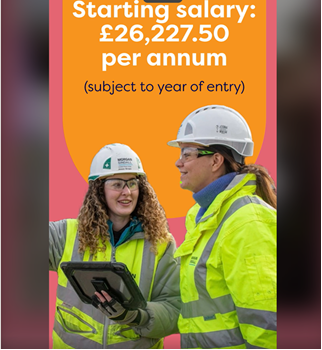 Starting salary:
£26,227.50
per annum
(subject to year of entry)